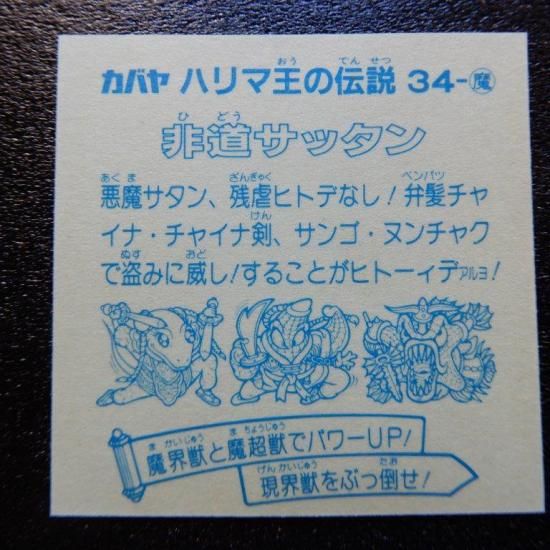 カバヤ ハリマ王の伝説 34-魔
非道サッタン
悪魔サタン、残虐ヒトデなし!弁髪チャ
イナ・チャイナ剣、サンゴ・ヌンチャク
で盗みに威し!することがヒトーィデアルヨ!
魔界獣と魔超獣でパワーUP!
現界獣をぶっ倒せ!